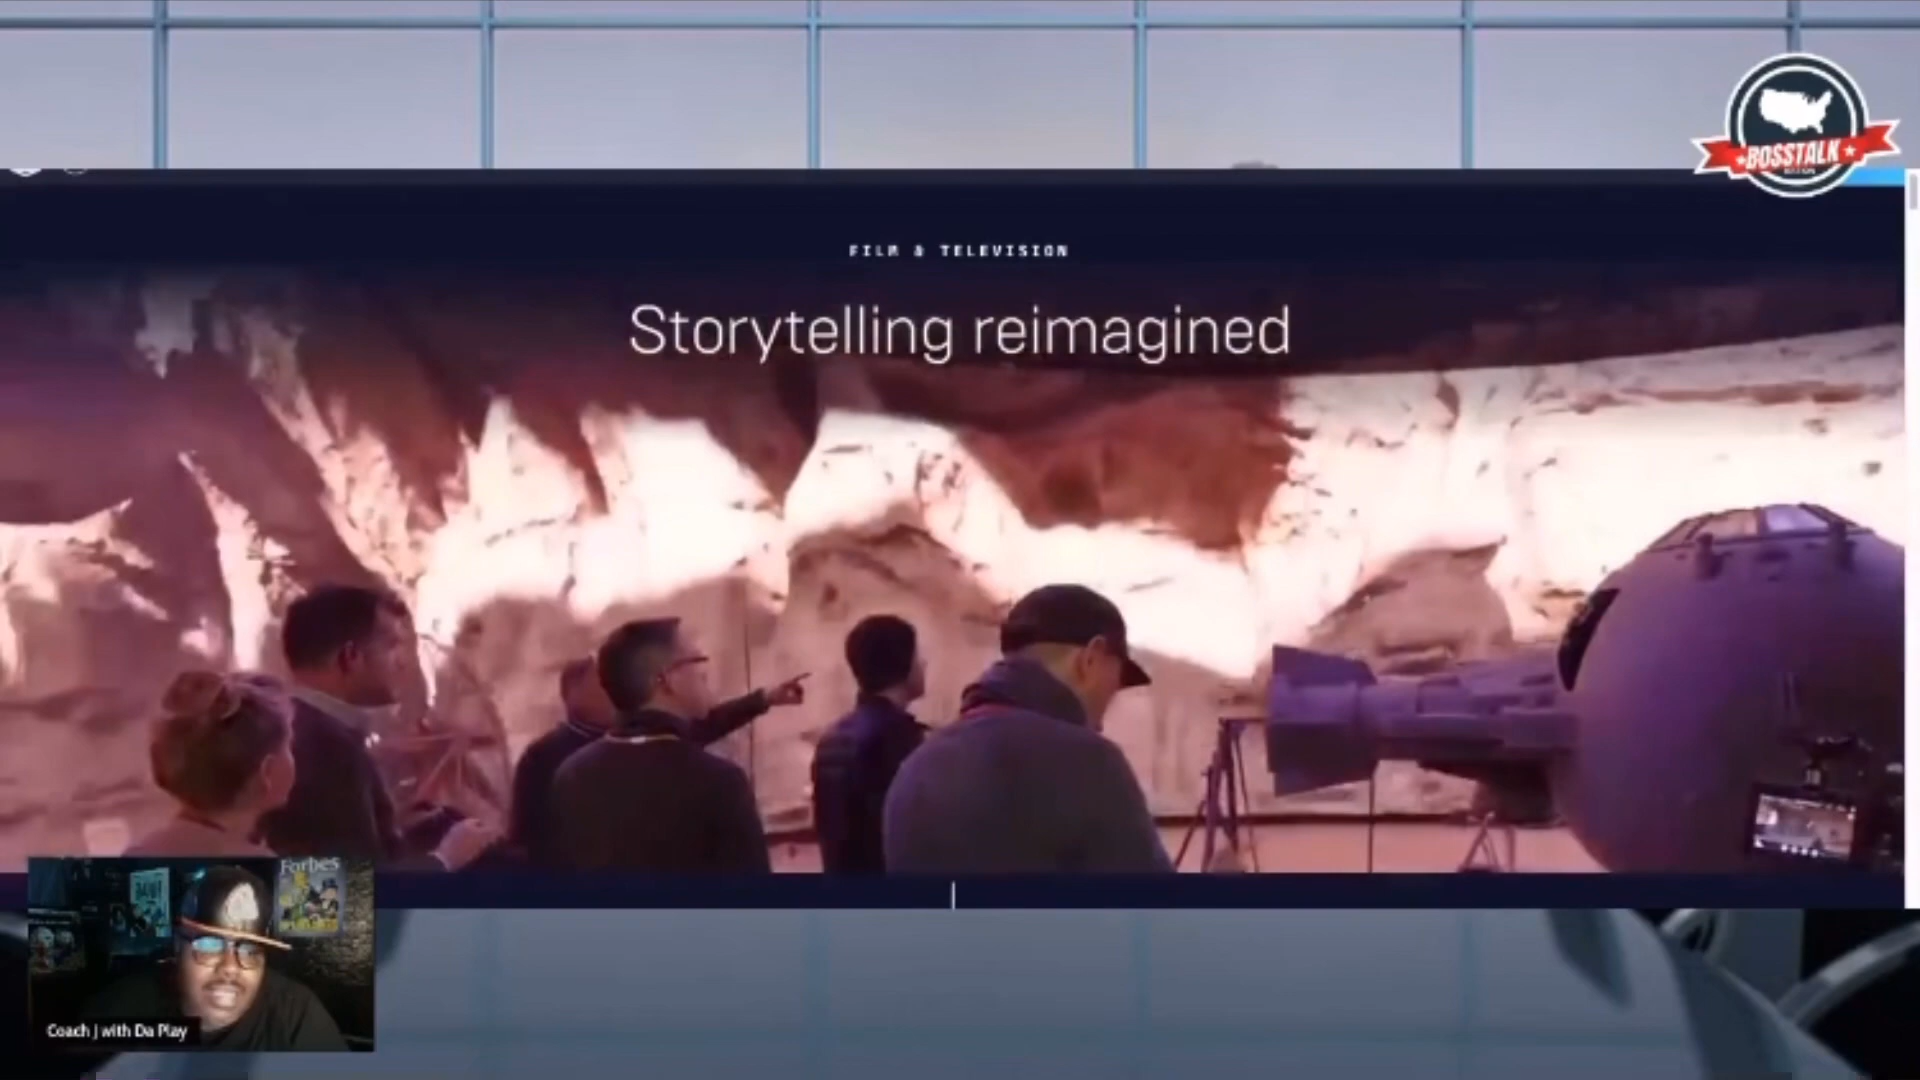 BOSSTALK
FILM & TELEVISION
Storytelling reimagined
Forbes
Coach J with Da Play